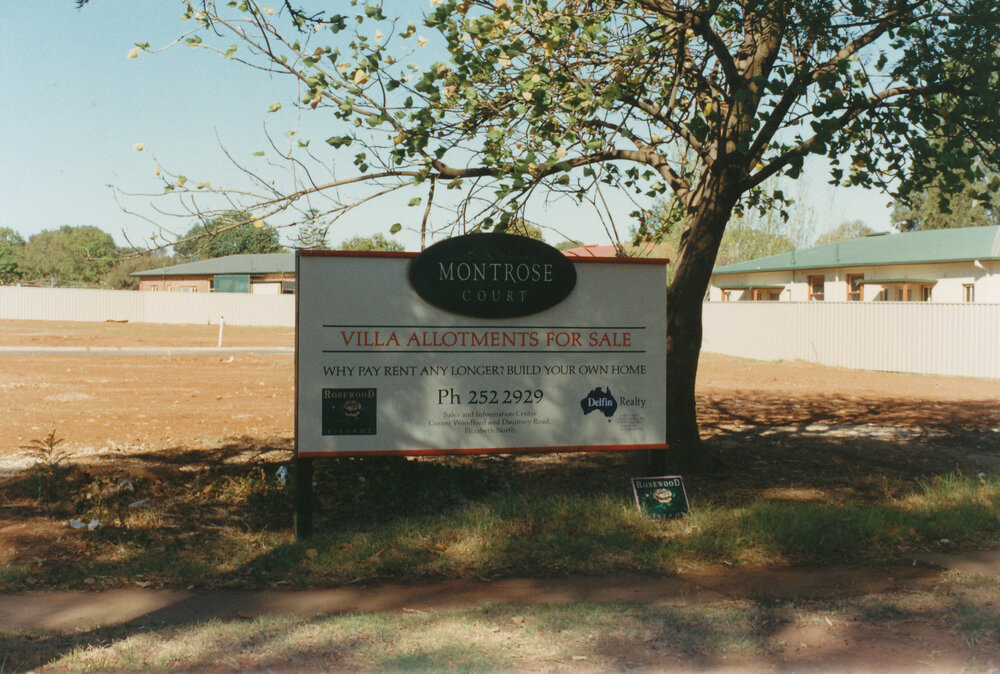 MONTROSE
COURT
VILLA ALLOTMENTS FOR SALE
WHY PAY RENT ANY LONGER? BUILD YOUR OWN HOME
ROSEWOOD
VILLAGE
Ph 252 2929
Sales and Information Centre
Corner Woodford and Dauntsey Road,
Elizabeth North.
Delfin Realty
ROSEWOOD